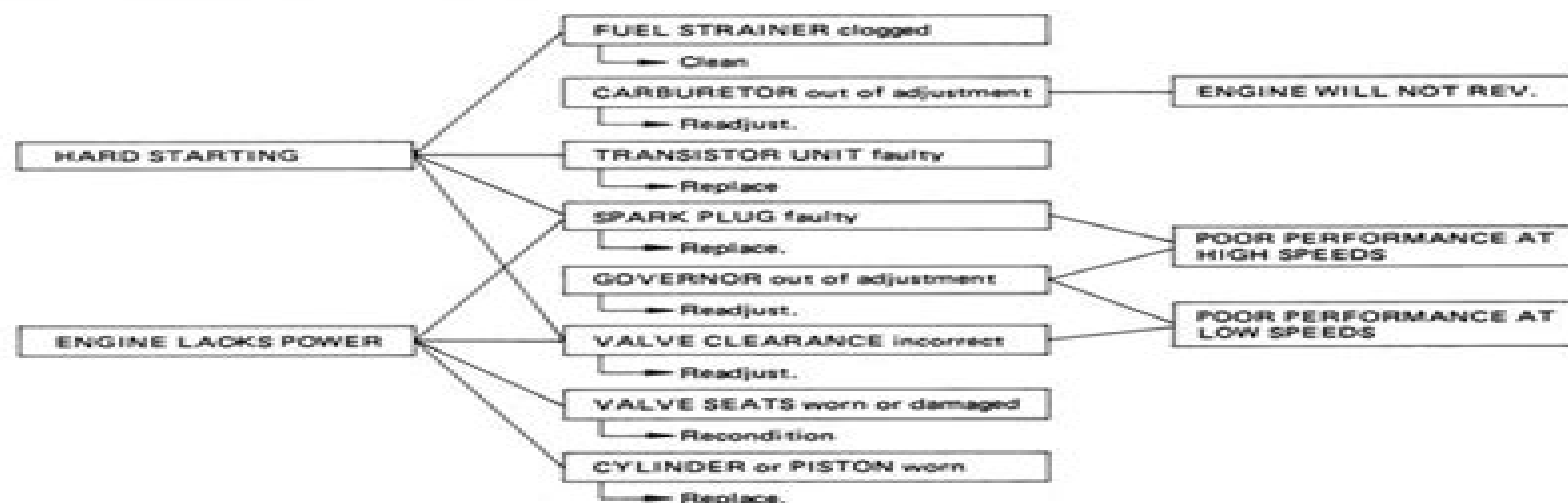 FUEL STRAINER clogged
Clean
CARBURETOR out of adjustment
ENGINE WILL NOT REV.
Readjust.
HARD STARTING
TRANSISTOR UNIT faulty
Replace
SPARK PLUG faulty
Replace.
POOR PERFORMANCE AT
HIGH SPEEDS
GOVERNOR out of adjustment
Readjust.
POOR PERFORMANCE AT
LOW SPEEDS
ENGINE LACKS POWER
VALVE CLEARANCE incorrect
Readjust.
VALVE SEATS worn or damaged
Recondition
CYLINDER or PISTON worn
Replace.